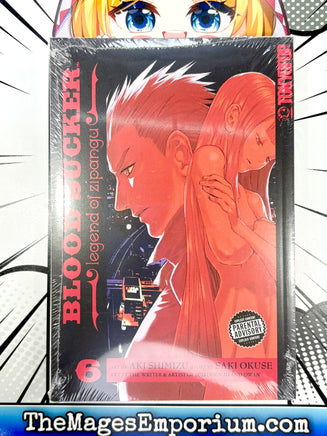 BLOOD SUCKER
legend of zipangu
TOKYOPOP
PARENTAL
ADVISORY
6
AKI SHIMIZU
SAKI OKUSE
TheMagesEmporium.com